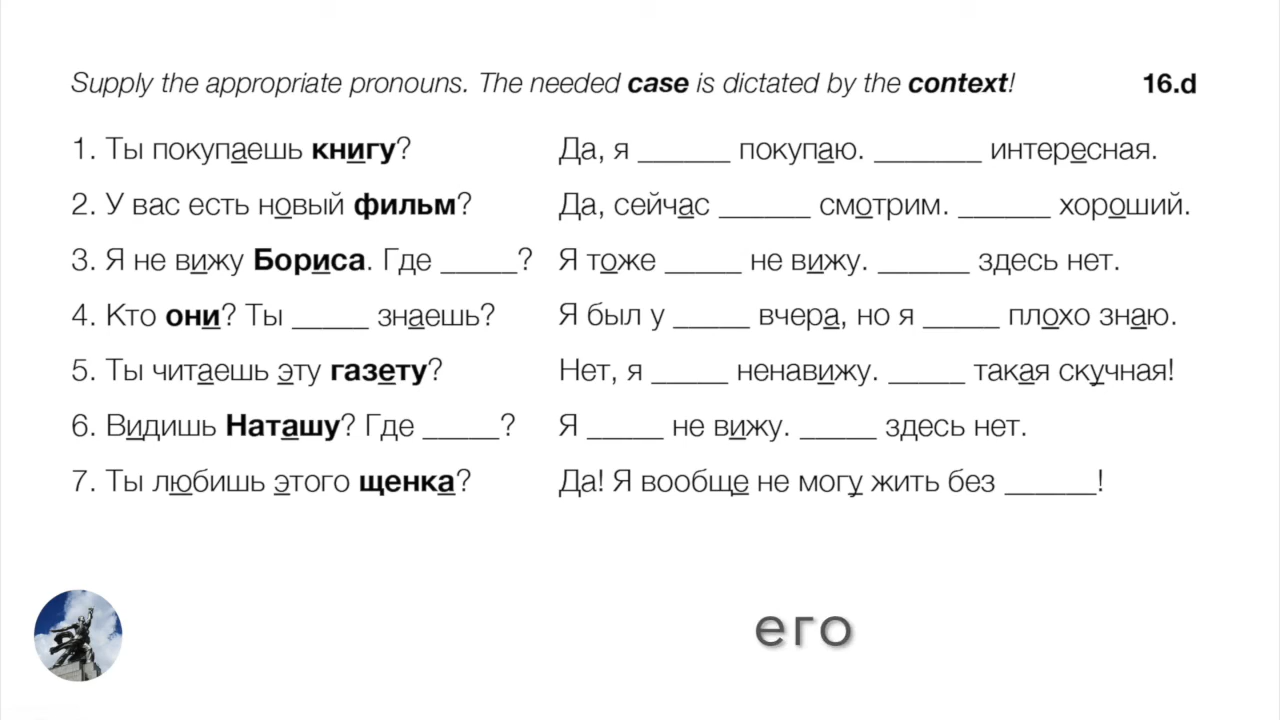 Supply the appropriate pronouns. The needed case is dictated by the context! 16.d
1. Ты покупаешь книгу? Да, я ______ покупаю. _______ интересная.
2. У вас есть новый фильм? Да, сейчас ______ смотрим. ______ хороший.
3. Я не вижу Бориса. Где _____? Я тоже _____ не вижу. ______ здесь нет.
4. Кто они? Ты _____ знаешь? Я был у _____ вчера, но я _____ плохо знаю.
5. Ты читаешь эту газету? Нет, я _____ ненавижу. _____ такая скучная!
6. Видишь Наташу? Где _____? Я _____ не вижу. _____ здесь нет.
7. Ты любишь этого щенка? Да! Я вообще не могу жить без ______!
его